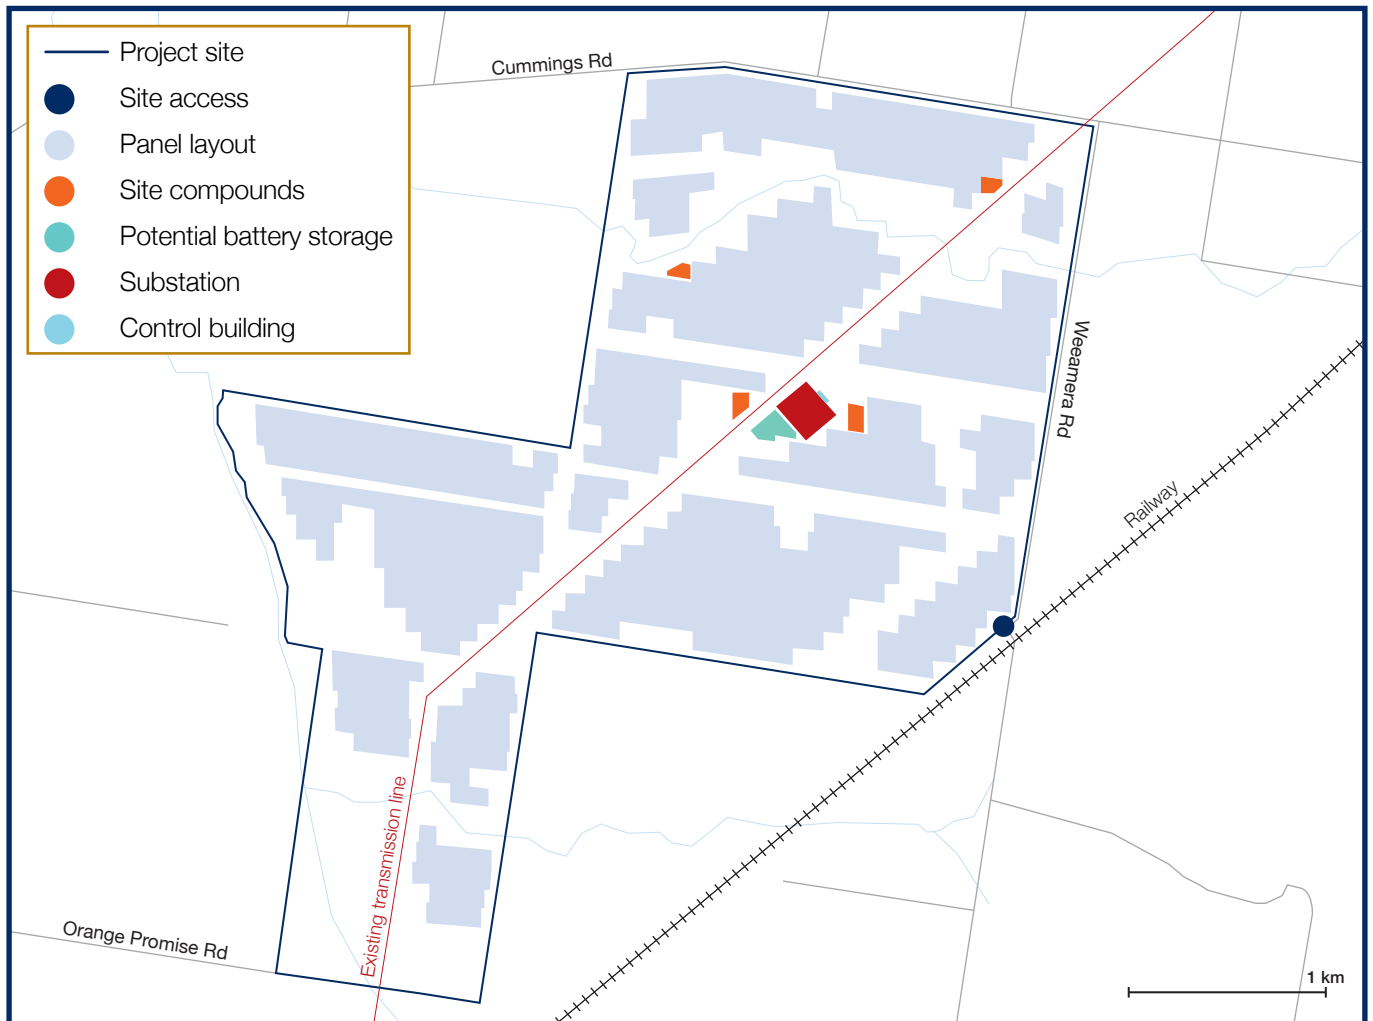 Project site
Site access
Panel layout
Site compounds
Potential battery storage
Substation
Control building
Cummings Rd
Weeamera Rd
Railway
Existing transmission line
Orange Promise Rd
1 km